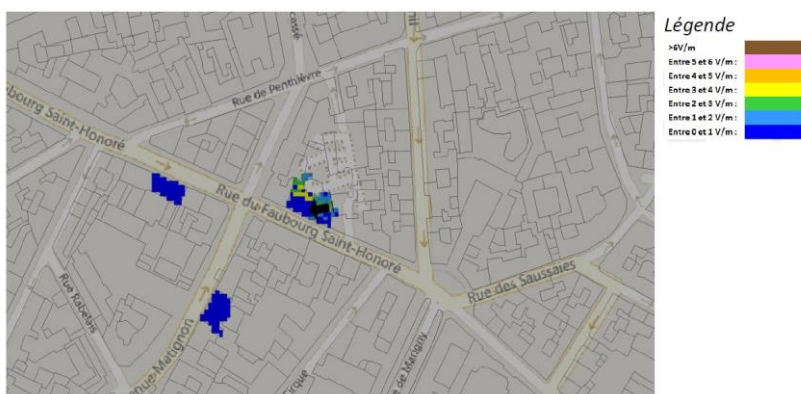 Légende
>6V/m
Entre 5 et 6 V/m :
Entre 4 et 5 V/m :
Entre 3 et 4 V/m :
Entre 2 et 3 V/m :
Entre 1 et 2 V/m :
Entre 0 et 1 V/m :
Rue de Penthièvre
Faubourg Saint-Honoré
Rue du Faubourg Saint-Honoré
Rue des Saussaies
Rue Rabelais
Matignon